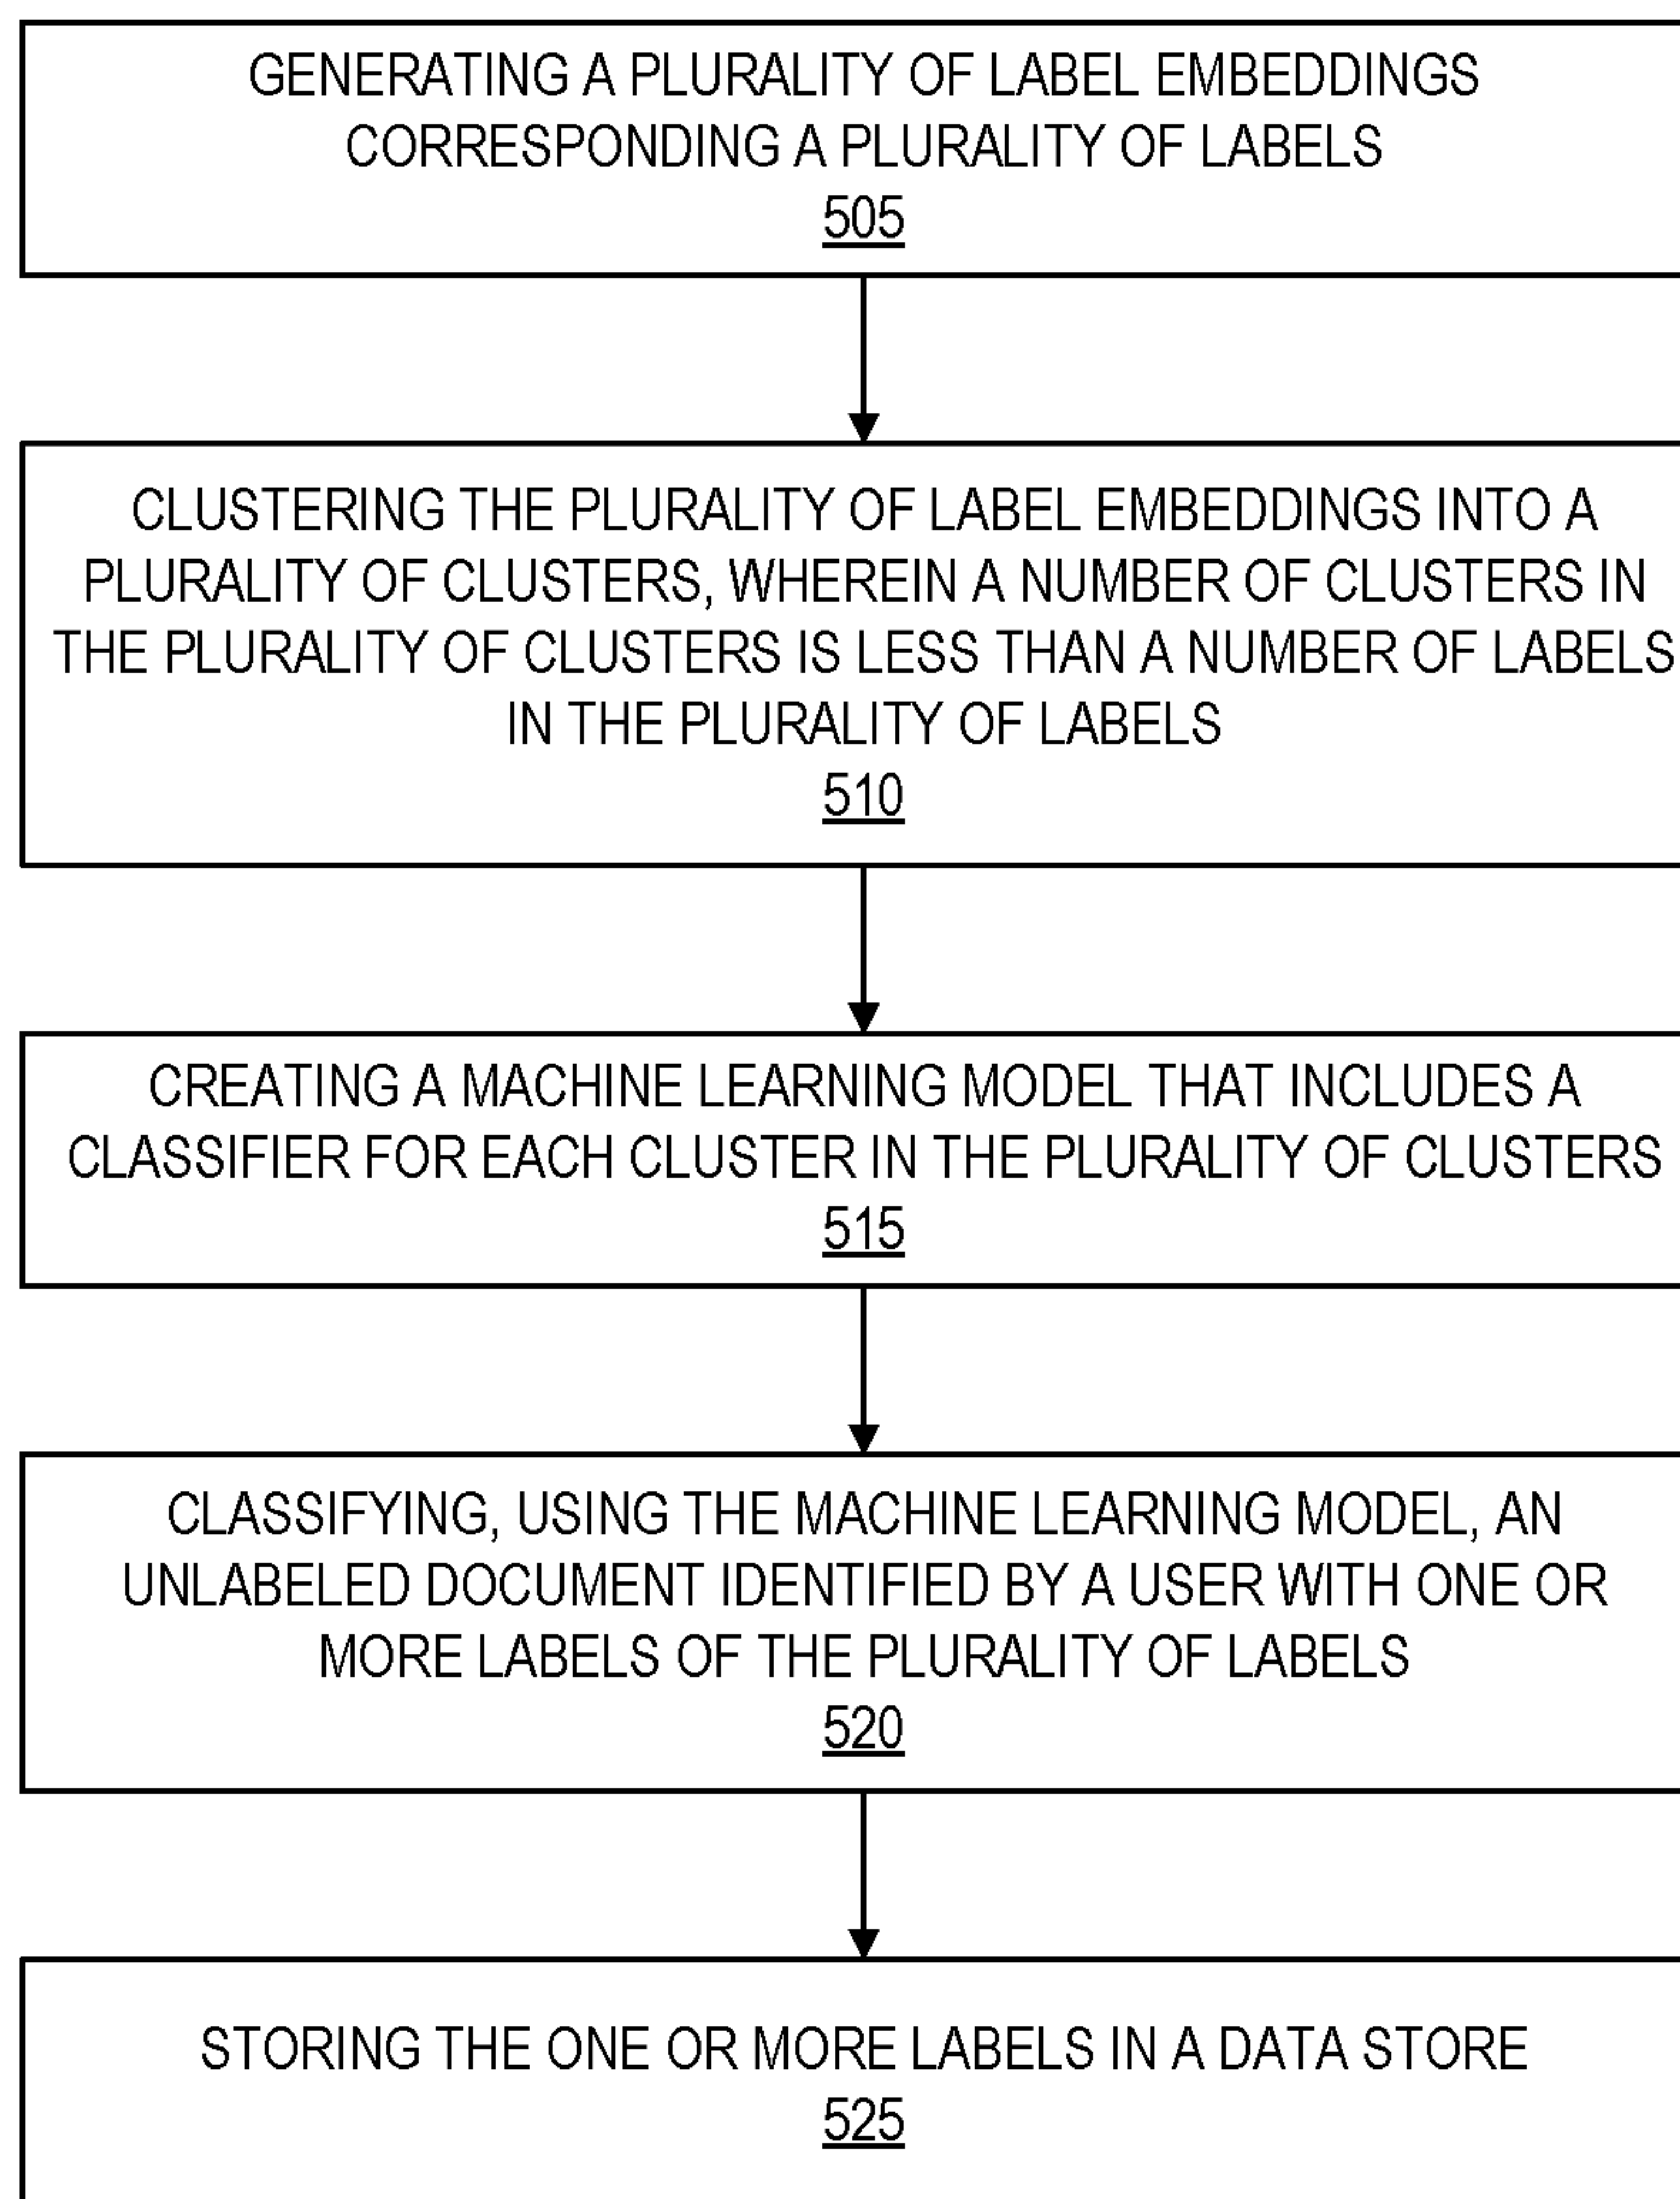 GENERATING A PLURALITY OF LABEL EMBEDDINGS
CORRESPONDING A PLURALITY OF LABELS
505
CLUSTERING THE PLURALITY OF LABEL EMBEDDINGS INTO A
PLURALITY OF CLUSTERS, WHEREIN A NUMBER OF CLUSTERS IN
THE PLURALITY OF CLUSTERS IS LESS THAN A NUMBER OF LABELS
IN THE PLURALITY OF LABELS
510
CREATING A MACHINE LEARNING MODEL THAT INCLUDES A
CLASSIFIER FOR EACH CLUSTER IN THE PLURALITY OF CLUSTERS
515
CLASSIFYING, USING THE MACHINE LEARNING MODEL, AN
UNLABELED DOCUMENT IDENTIFIED BY A USER WITH ONE OR
MORE LABELS OF THE PLURALITY OF LABELS
520
STORING THE ONE OR MORE LABELS IN A DATA STORE
525